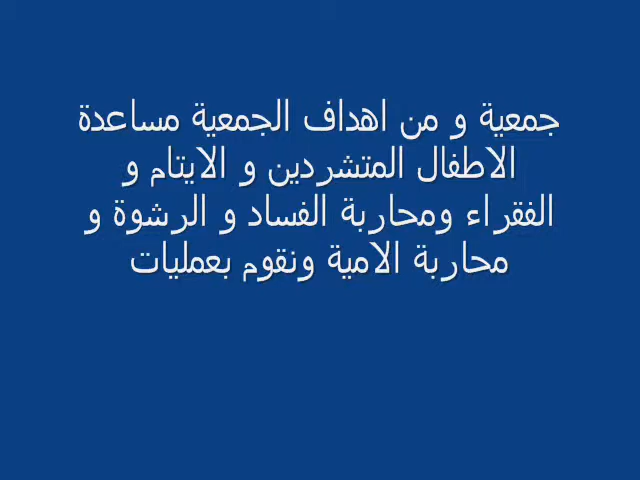 جمعية و من اهداف الجمعية مساعدة
الاطفال المتشردين و الايتام و
الفقراء ومحاربة الفساد و الرشوة و
محاربة الامية ونقوم بعمليات